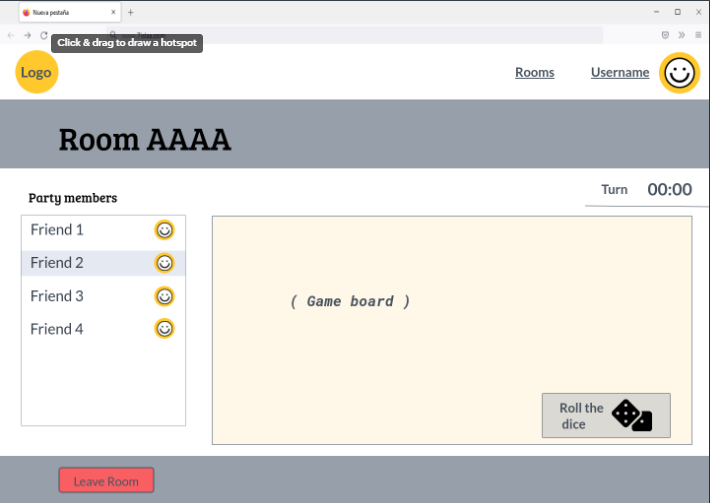 Nueva pestaña
Click & drag to draw a hotspot
Logo
Rooms
Username
Room AAAA
Turn 00:00
Party members
Friend 1
Friend 2
Friend 3
Friend 4
( Game board )
Roll the
dice
Leave Room